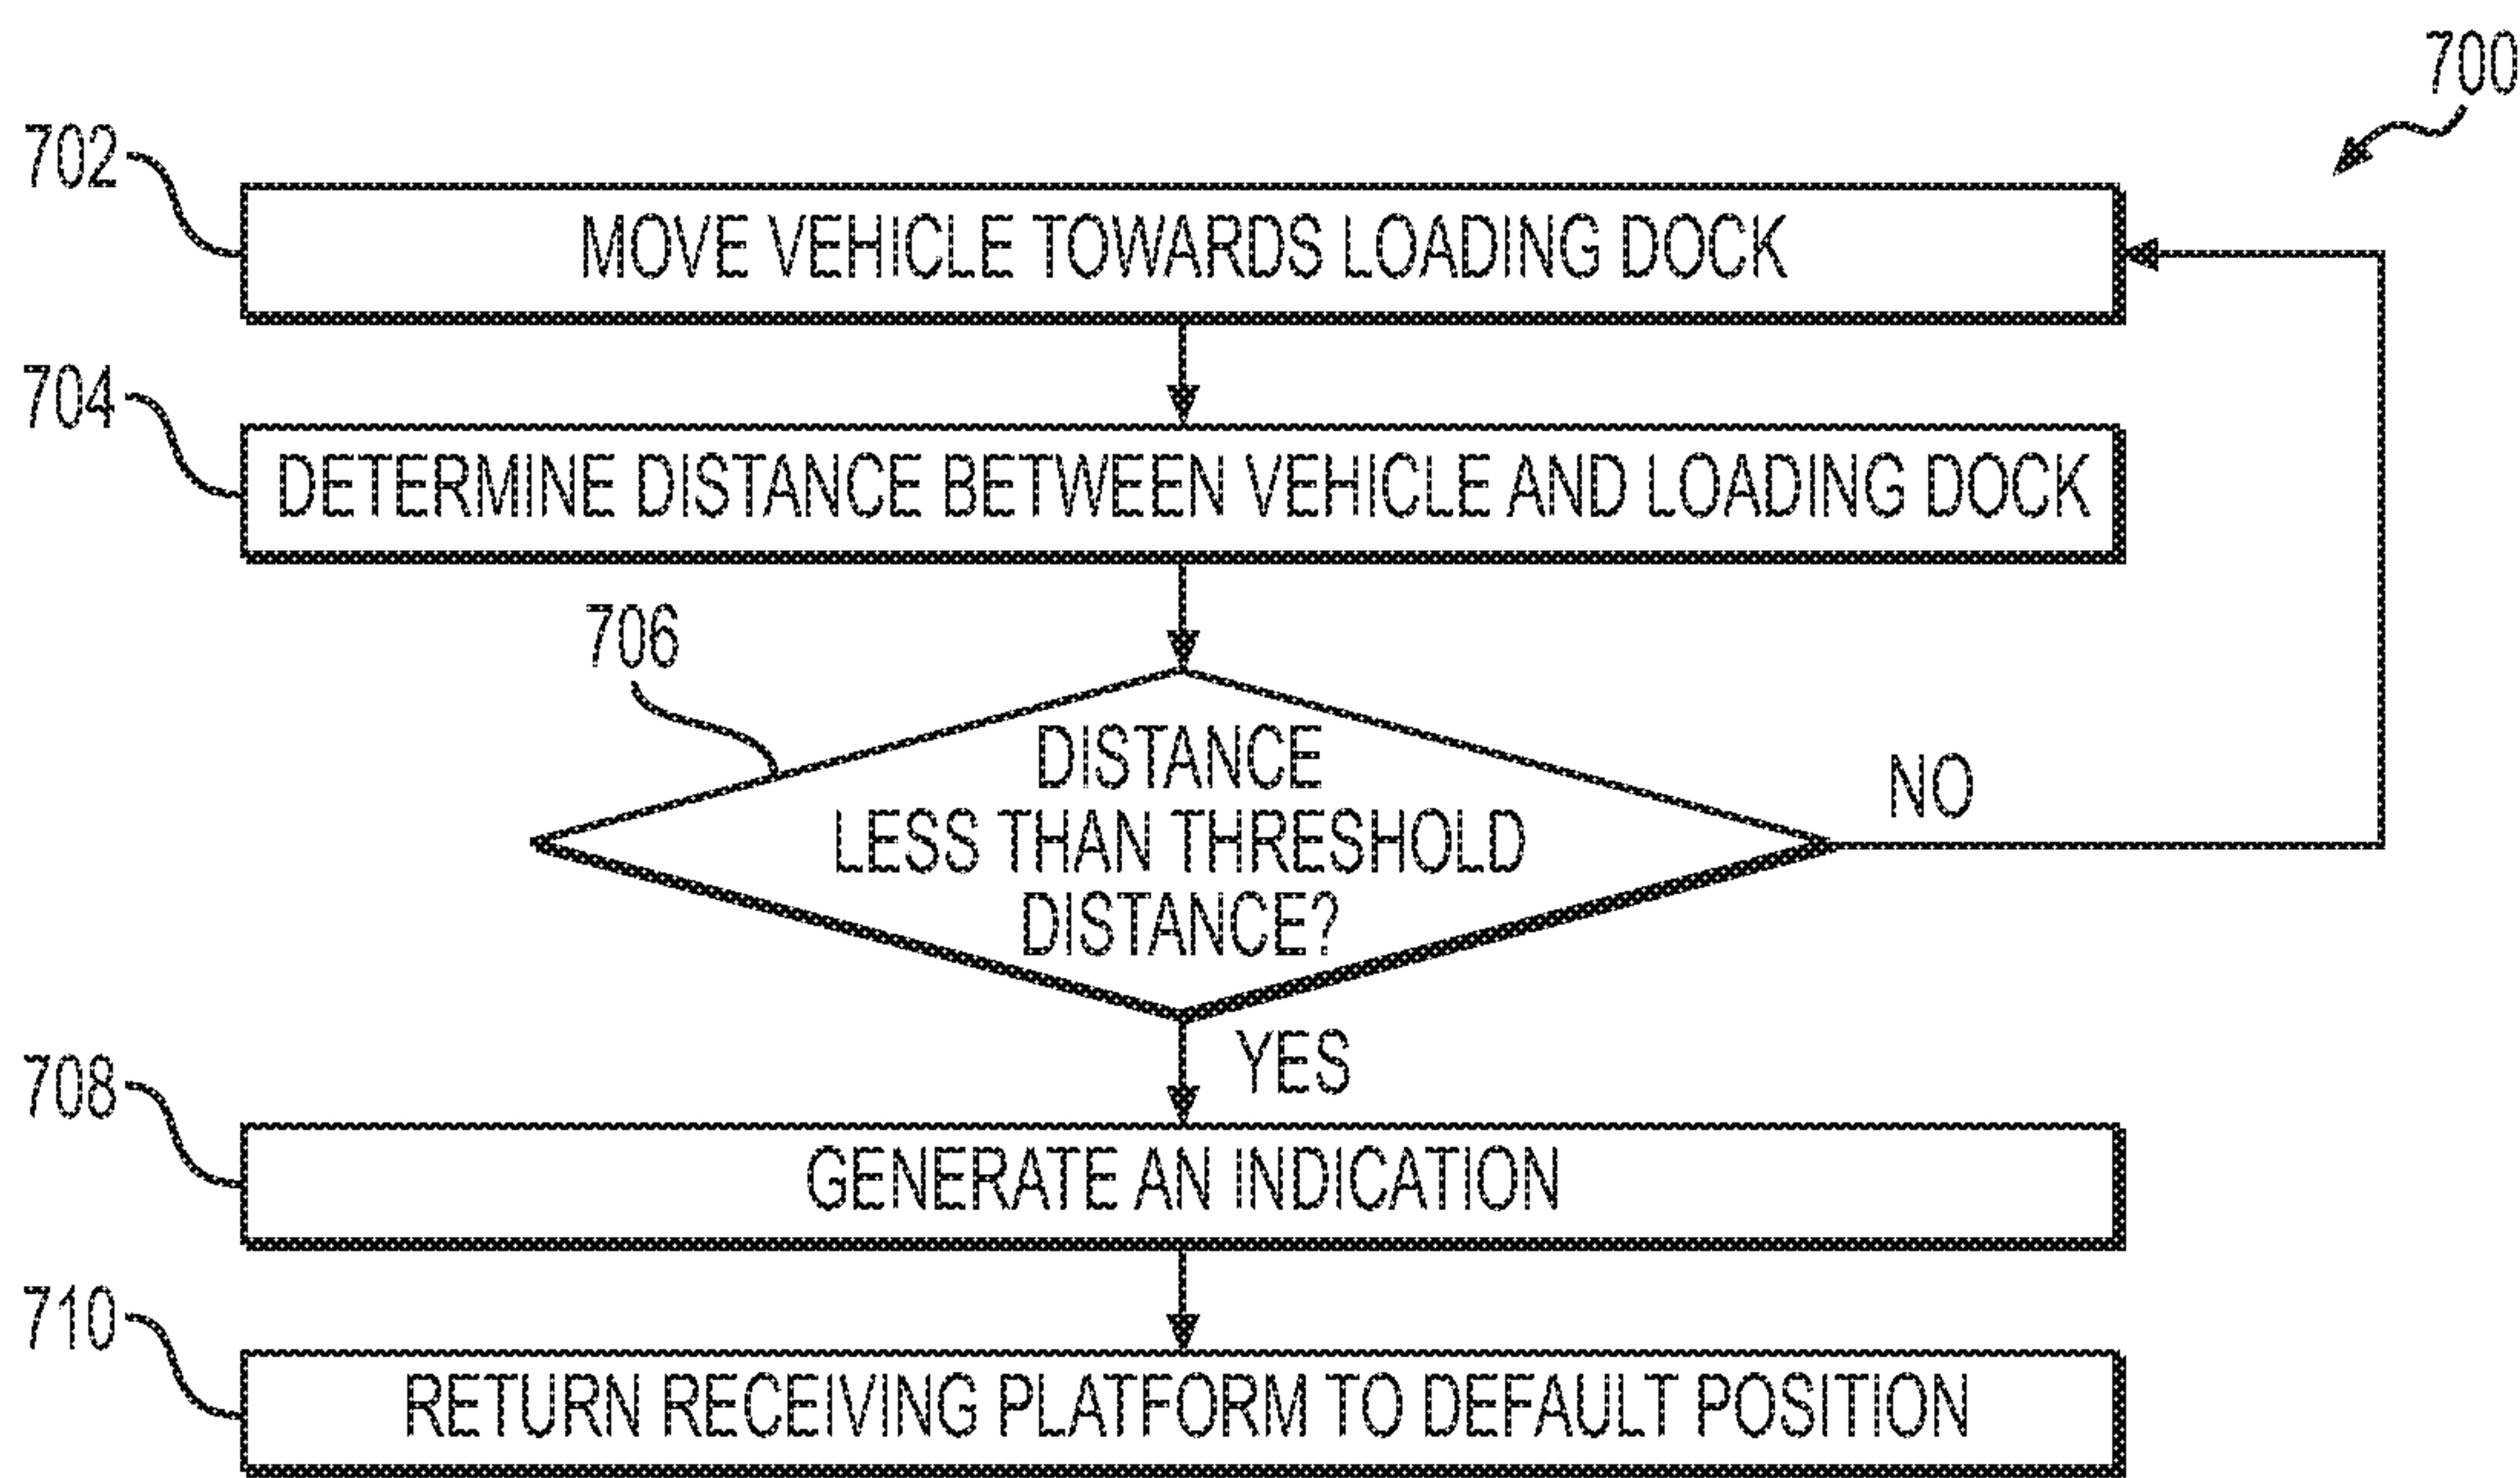 700
702
MOVE VEHICLE TOWARDS LOADING DOCK
704
DETERMINE DISTANCE BETWEEN VEHICLE AND LOADING DOCK
706
DISTANCE
LESS THAN THRESHOLD
DISTANCE?
NO
YES
708
GENERATE AN INDICATION
710
RETURN RECEIVING PLATFORM TO DEFAULT POSITION